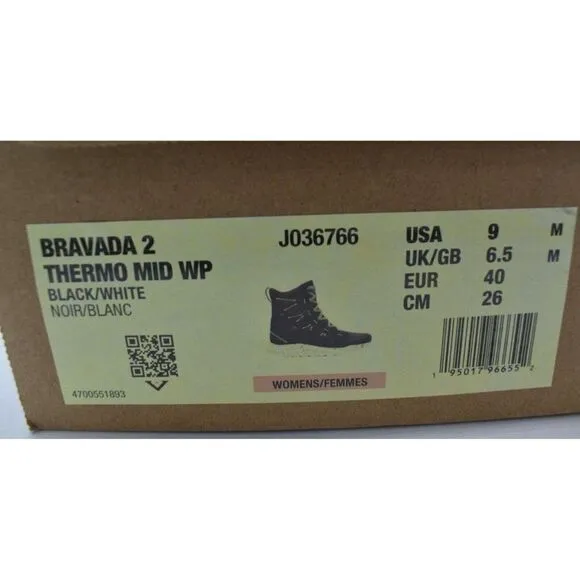 BRAVADA 2
THERMO MID WP
BLACK/WHITE
NOIR/BLANC
4700551893
J036766
WOMENS/FEMMES
USA 9 M
UK/GB 6.5 M
EUR 40
CM 26
1 95017 96655 2